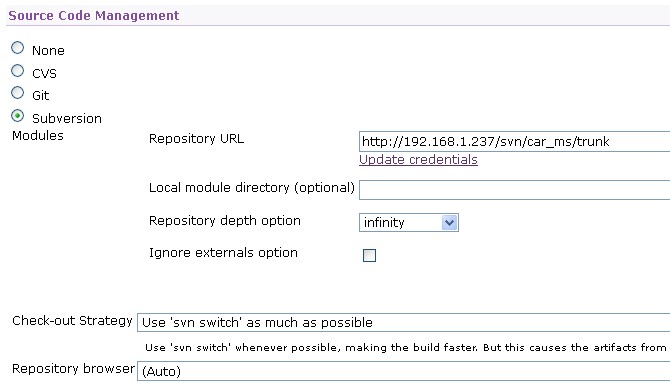 Source Code Management
None
CVS
Git
Subversion
Modules
Repository URL http://192.168.1.237/svn/car_ms/trunk
Update credentials
Local module directory (optional)
Repository depth option infinity
Ignore externals option
Check-out Strategy Use 'svn switch' as much as possible
Use 'svn switch' whenever possible, making the build faster. But this causes the artifacts from
Repository browser (Auto)